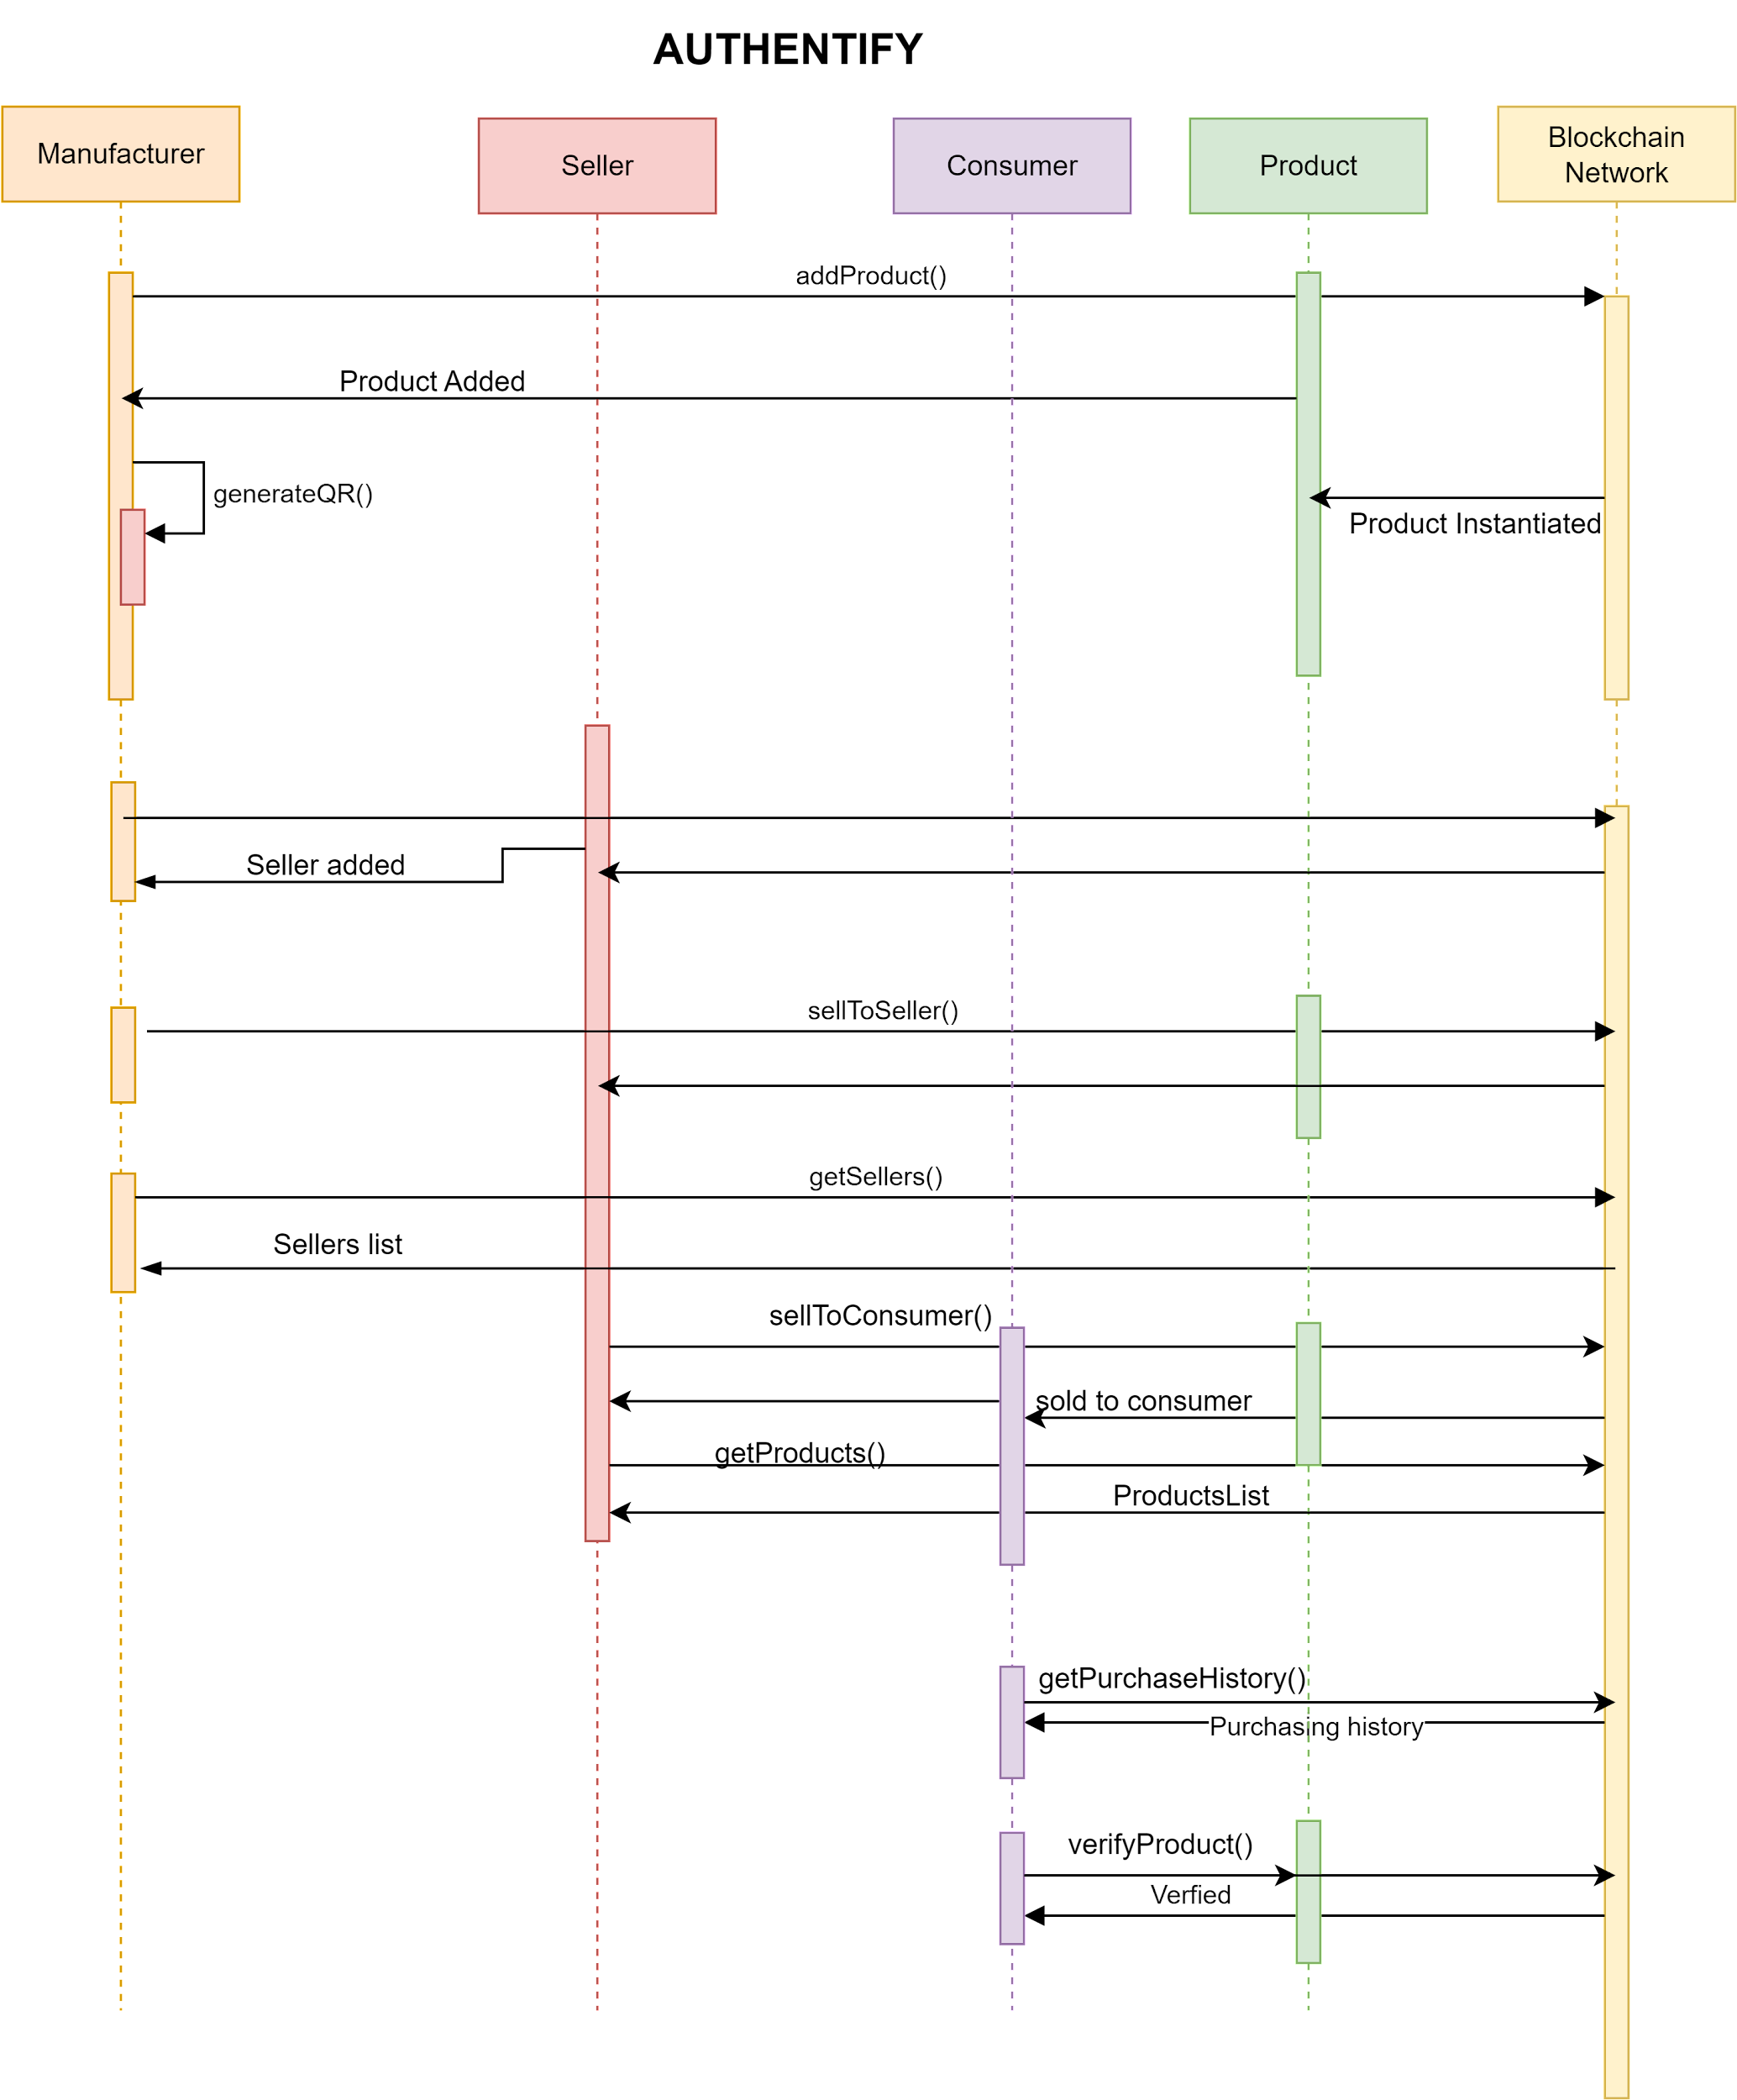 AUTHENTIFY
Manufacturer
Seller
Consumer
Product
Blockchain
Network
addProduct()
Product Added
generateQR()
Product Instantiated
Seller added
sellToSeller()
getSellers()
Sellers list
sellToConsumer()
sold to consumer
getProducts()
ProductsList
getPurchaseHistory()
Purchasing history
verifyProduct()
Verfied